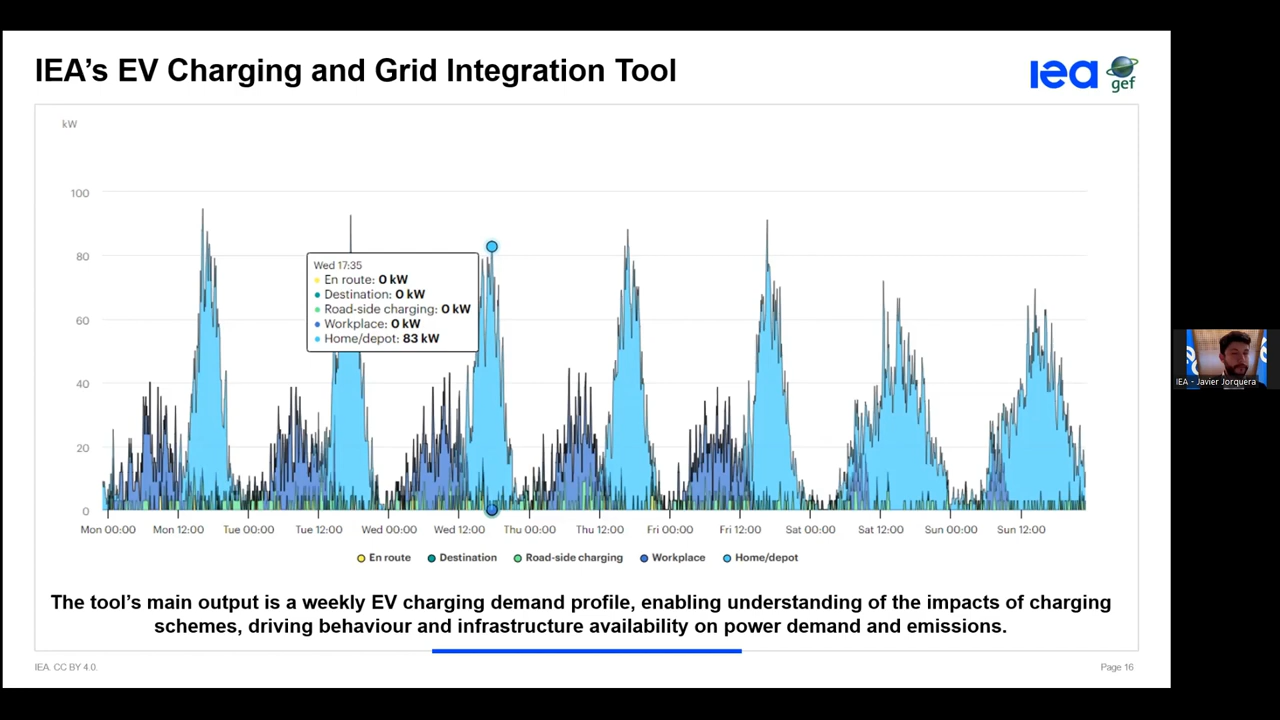 IEA's EV Charging and Grid Integration Tool
iea
gef
kW
100
80
60
40
20
0
Wed 17:35
En route: 0 kW
Destination: 0 kW
Road-side charging: 0 kW
Workplace: 0 kW
Home/depot: 83 kW
Mon 00:00 Mon 12:00 Tue 00:00 Tue 12:00 Wed 00:00 Wed 12:00 Thu 00:00 Thu 12:00 Fri 00:00 Fri 12:00 Sat 00:00 Sat 12:00 Sun 00:00 Sun 12:00
En route Destination Road-side charging Workplace Home/depot
The tool's main output is a weekly EV charging demand profile, enabling understanding of the impacts of charging
schemes, driving behaviour and infrastructure availability on power demand and emissions.
IEA. CC BY 4.0.
Page 16
IEA - Javier Jorquera